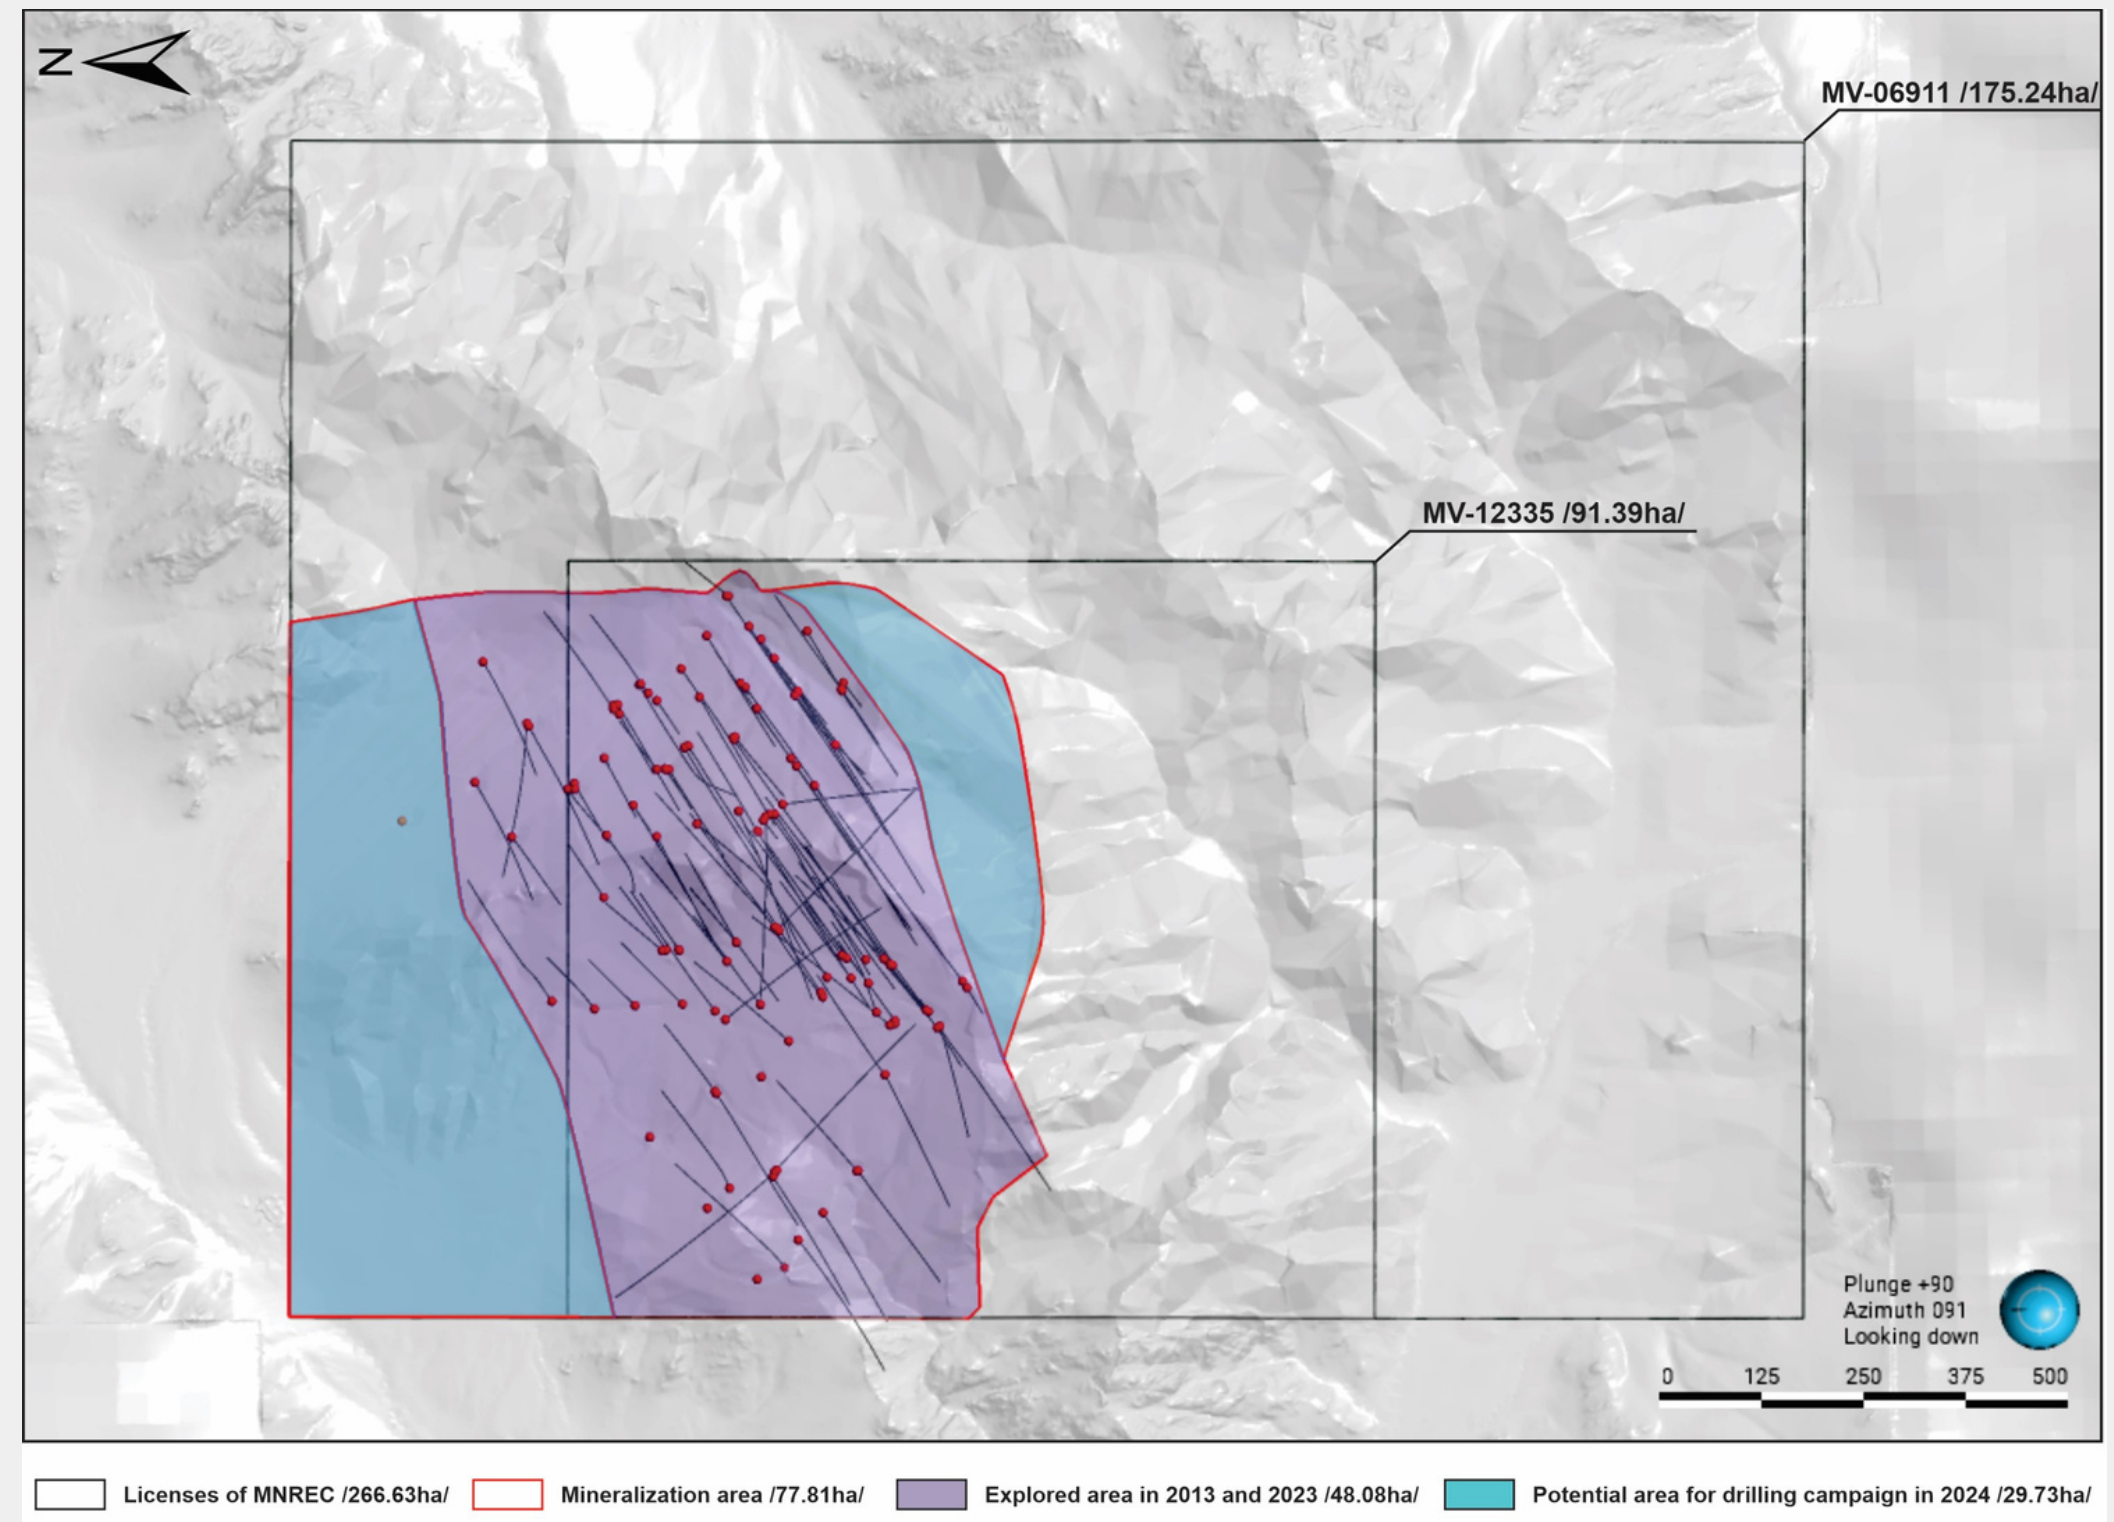 N
MV-06911 /175.24ha/
MV-12335 /91.39ha/
Plunge +90
Azimuth 091
Looking down
0 125 250 375 500
Licenses of MNREC /266.63ha/ Mineralization area /77.81ha/ Explored area in 2013 and 2023 /48.08ha/ Potential area for drilling campaign in 2024 /29.73ha/